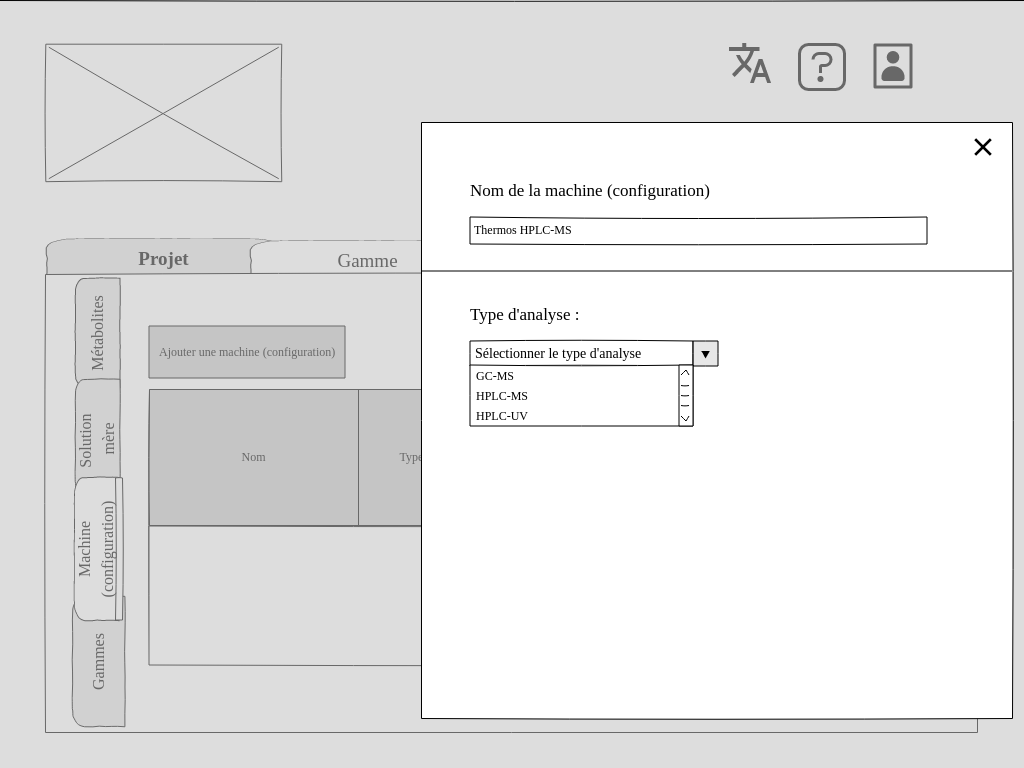 Nom de la machine (configuration)
Thermos HPLC-MS
Projet
Gamme
Métabolites
Solution
mère
Machine
(configuration)
Gammes
Ajouter une machine (configuration)
Nom
Type
Type d'analyse :
Sélectionner le type d'analyse
GC-MS
HPLC-MS
HPLC-UV